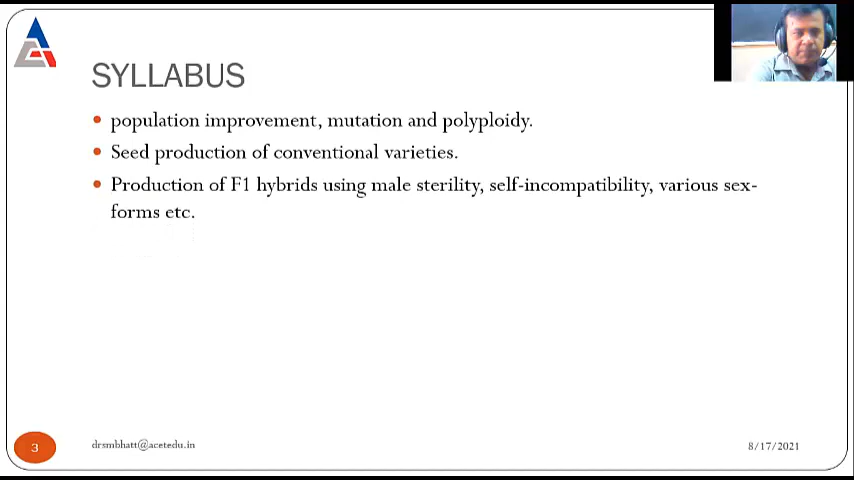 SYLLABUS
population improvement, mutation and polyploidy.
Seed production of conventional varieties.
Production of F1 hybrids using male sterility, self-incompatibility, various sex-
forms etc.
3
drsmbhatt@acetedu.in
8/17/2021